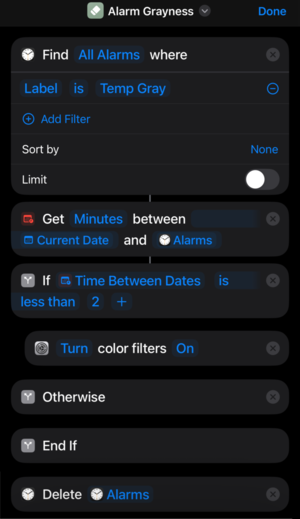 Alarm Grayness
Done
Find All Alarms where
Label is Temp Gray
Add Filter
Sort by None
Limit
Get Minutes between
Current Date and Alarms
If Time Between Dates is
less than 2 +
Turn color filters On
Otherwise
End If
Delete Alarms